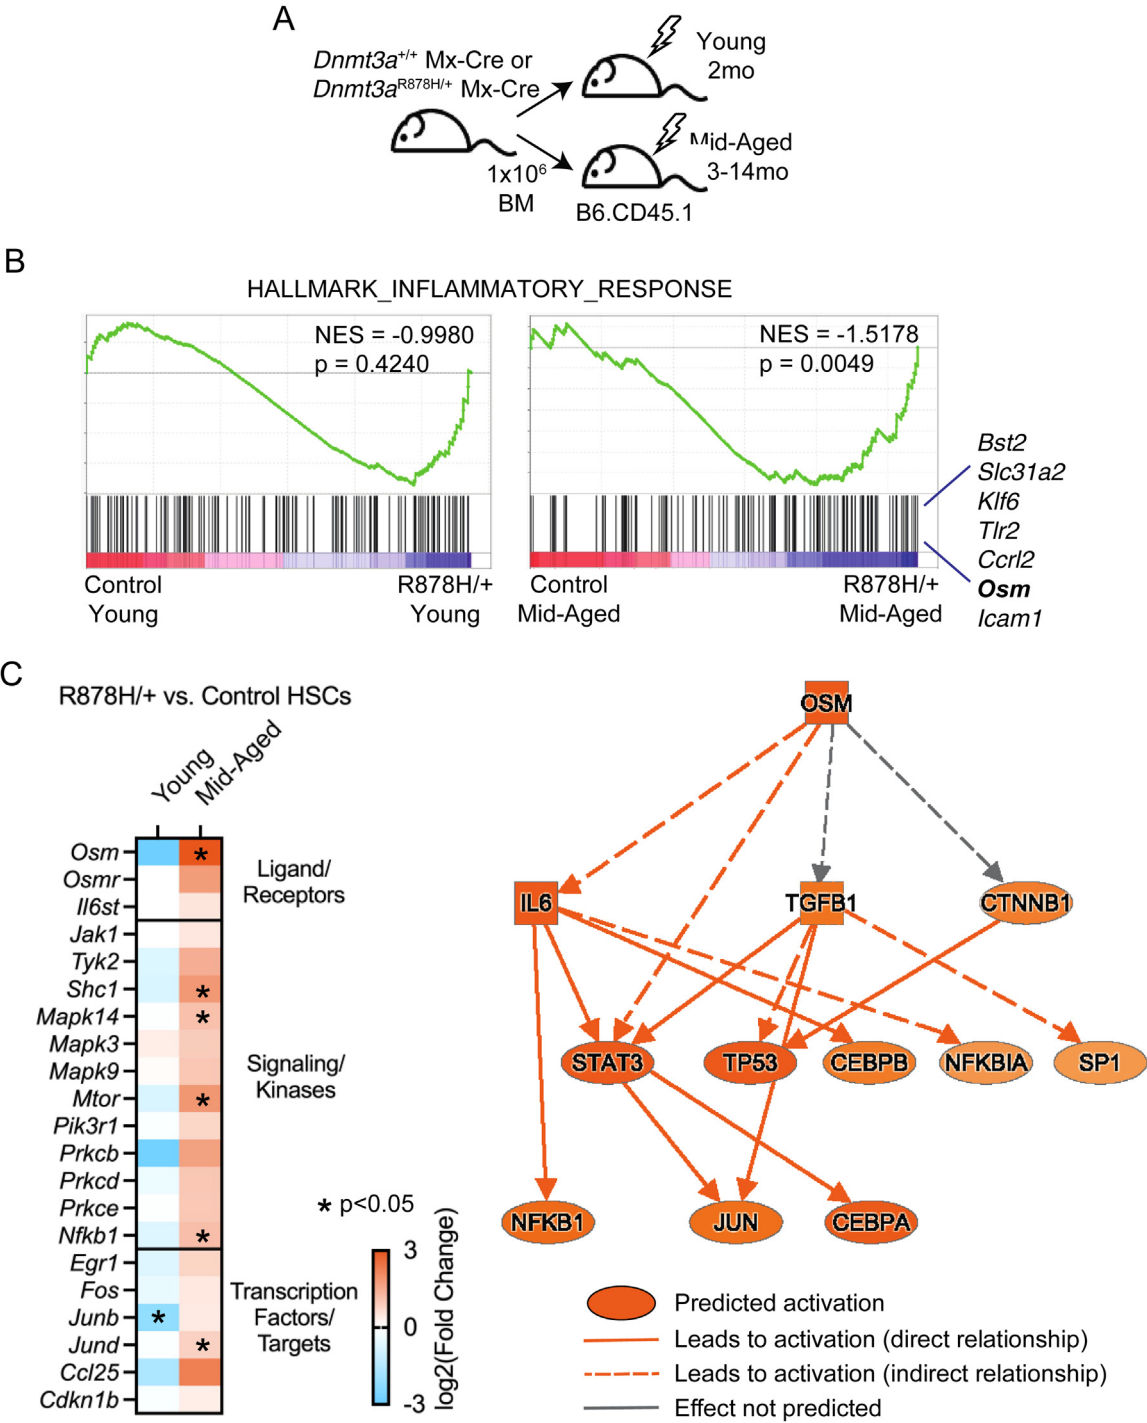 A
Dnmt3a+/+ Mx-Cre or
Dnmt3aR878H/+ Mx-Cre
1x10⁶
BM
Young
2mo
Mid-Aged
3-14mo
B6.CD45.1
B
HALLMARK_INFLAMMATORY_RESPONSE
NES = -0.9980
p = 0.4240
Control
Young
R878H/+
Young
NES = -1.5178
p = 0.0049
Control
Mid-Aged
R878H/+
Mid-Aged
Bst2
Slc31a2
Klf6
Tlr2
Ccrl2
Osm
Icam1
C
R878H/+ vs. Control HSCs
Young
Mid-Aged
Osm
*
Osmr
Il6st
Ligand/
Receptors
Jak1
Tyk2
Shc1
*
Mapk14
*
Mapk3
Mapk9
Mtor
*
Pik3r1
Prkcb
Prkcd
Prkce
Nfkb1
*
Signaling/
Kinases
Egr1
Fos
Junb
*
Jund
*
Ccl25
Cdkn1b
Transcription
Factors/
Targets
* p<0.05
3
0
-3
log2(Fold Change)
OSM
IL6
TGFB1
CTNNB1
STAT3
TP53
CEBPB
NFKBIA
SP1
NFKB1
JUN
CEBPA
Predicted activation
Leads to activation (direct relationship)
Leads to activation (indirect relationship)
Effect not predicted